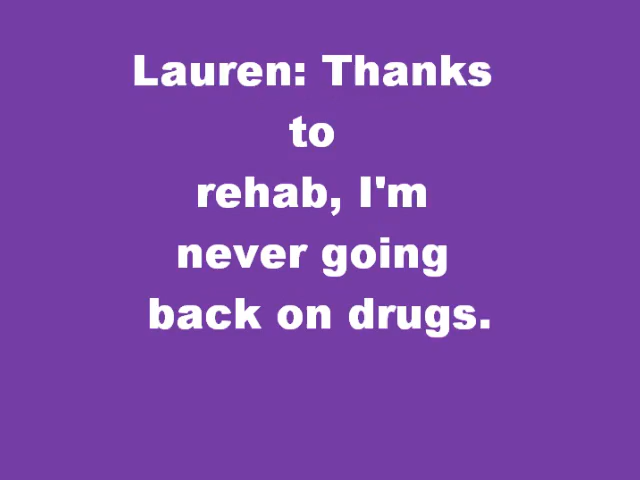 Lauren: Thanks
to
rehab, I'm
never going
back on drugs.